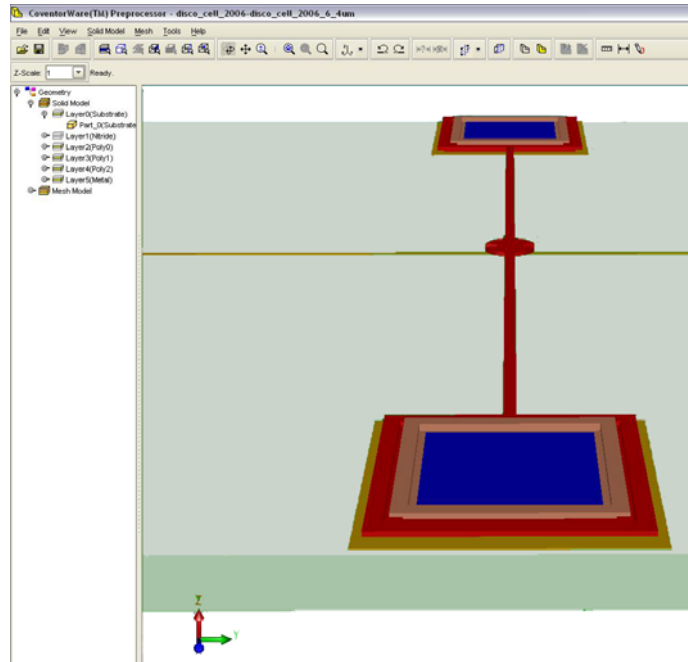 CoventorWare(TM) Preprocessor - disco_cell_2006-disco_cell_2006_6_4um
File Edit View Solid Model Mesh Tools Help
Z-Scale: 1 Ready.
Geometry
Solid Model
Layer0(Substrate)
Part_0(Substrate
Layer1(Nitride)
Layer2(Poly0)
Layer3(Poly1)
Layer4(Poly2)
Layer5(Metal)
Mesh Model
Z
Y